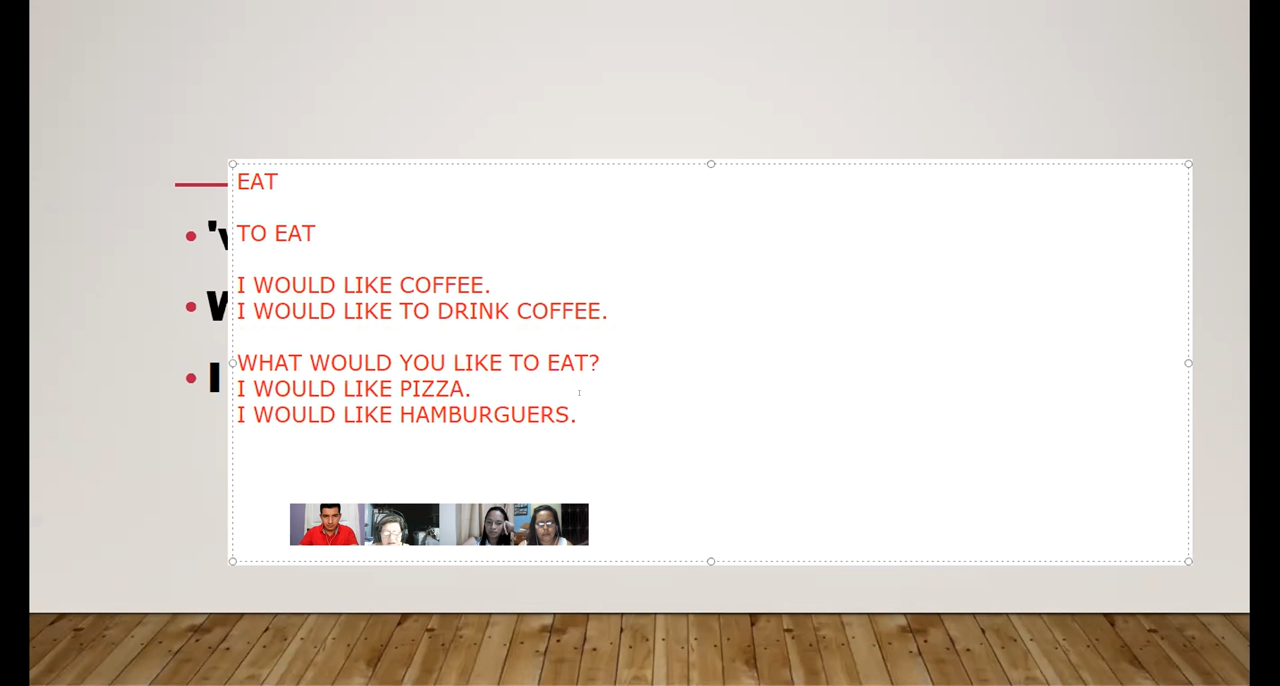 EAT
TO EAT
I WOULD LIKE COFFEE.
I WOULD LIKE TO DRINK COFFEE.
WHAT WOULD YOU LIKE TO EAT?
I WOULD LIKE PIZZA.
I WOULD LIKE HAMBURGUERS.